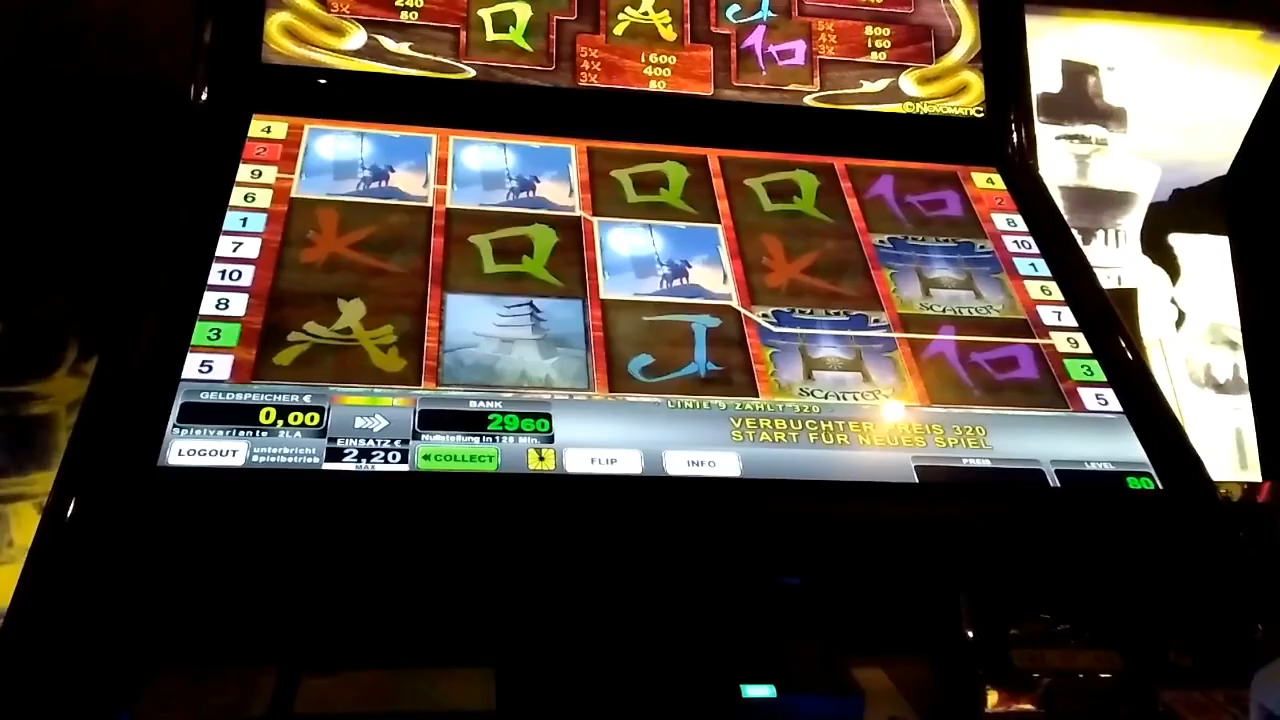 3x 240
80
Q
A
J
5x 1600
4x 400
3x 80
5x 800
4x 160
3x 80
©NOVOMATIC
4
2
9
6
1
7
10
8
3
5
Q Q
K Q K SCATTER
A J SCATTER
4
2
8
10
1
6
7
9
3
5
GELDSPEICHER €
0,00
Spielvariante 2LA
LOGOUT
unterbricht
Spielbetrieb
EINSATZ €
2,20
MAX
BANK
2960
Nullstellung in 128 Min.
COLLECT
FLIP
INFO
LINIE 9 ZAHLT 320
VERBUCHTER PREIS 320
START FÜR NEUES SPIEL
PREIS
LEVEL
80